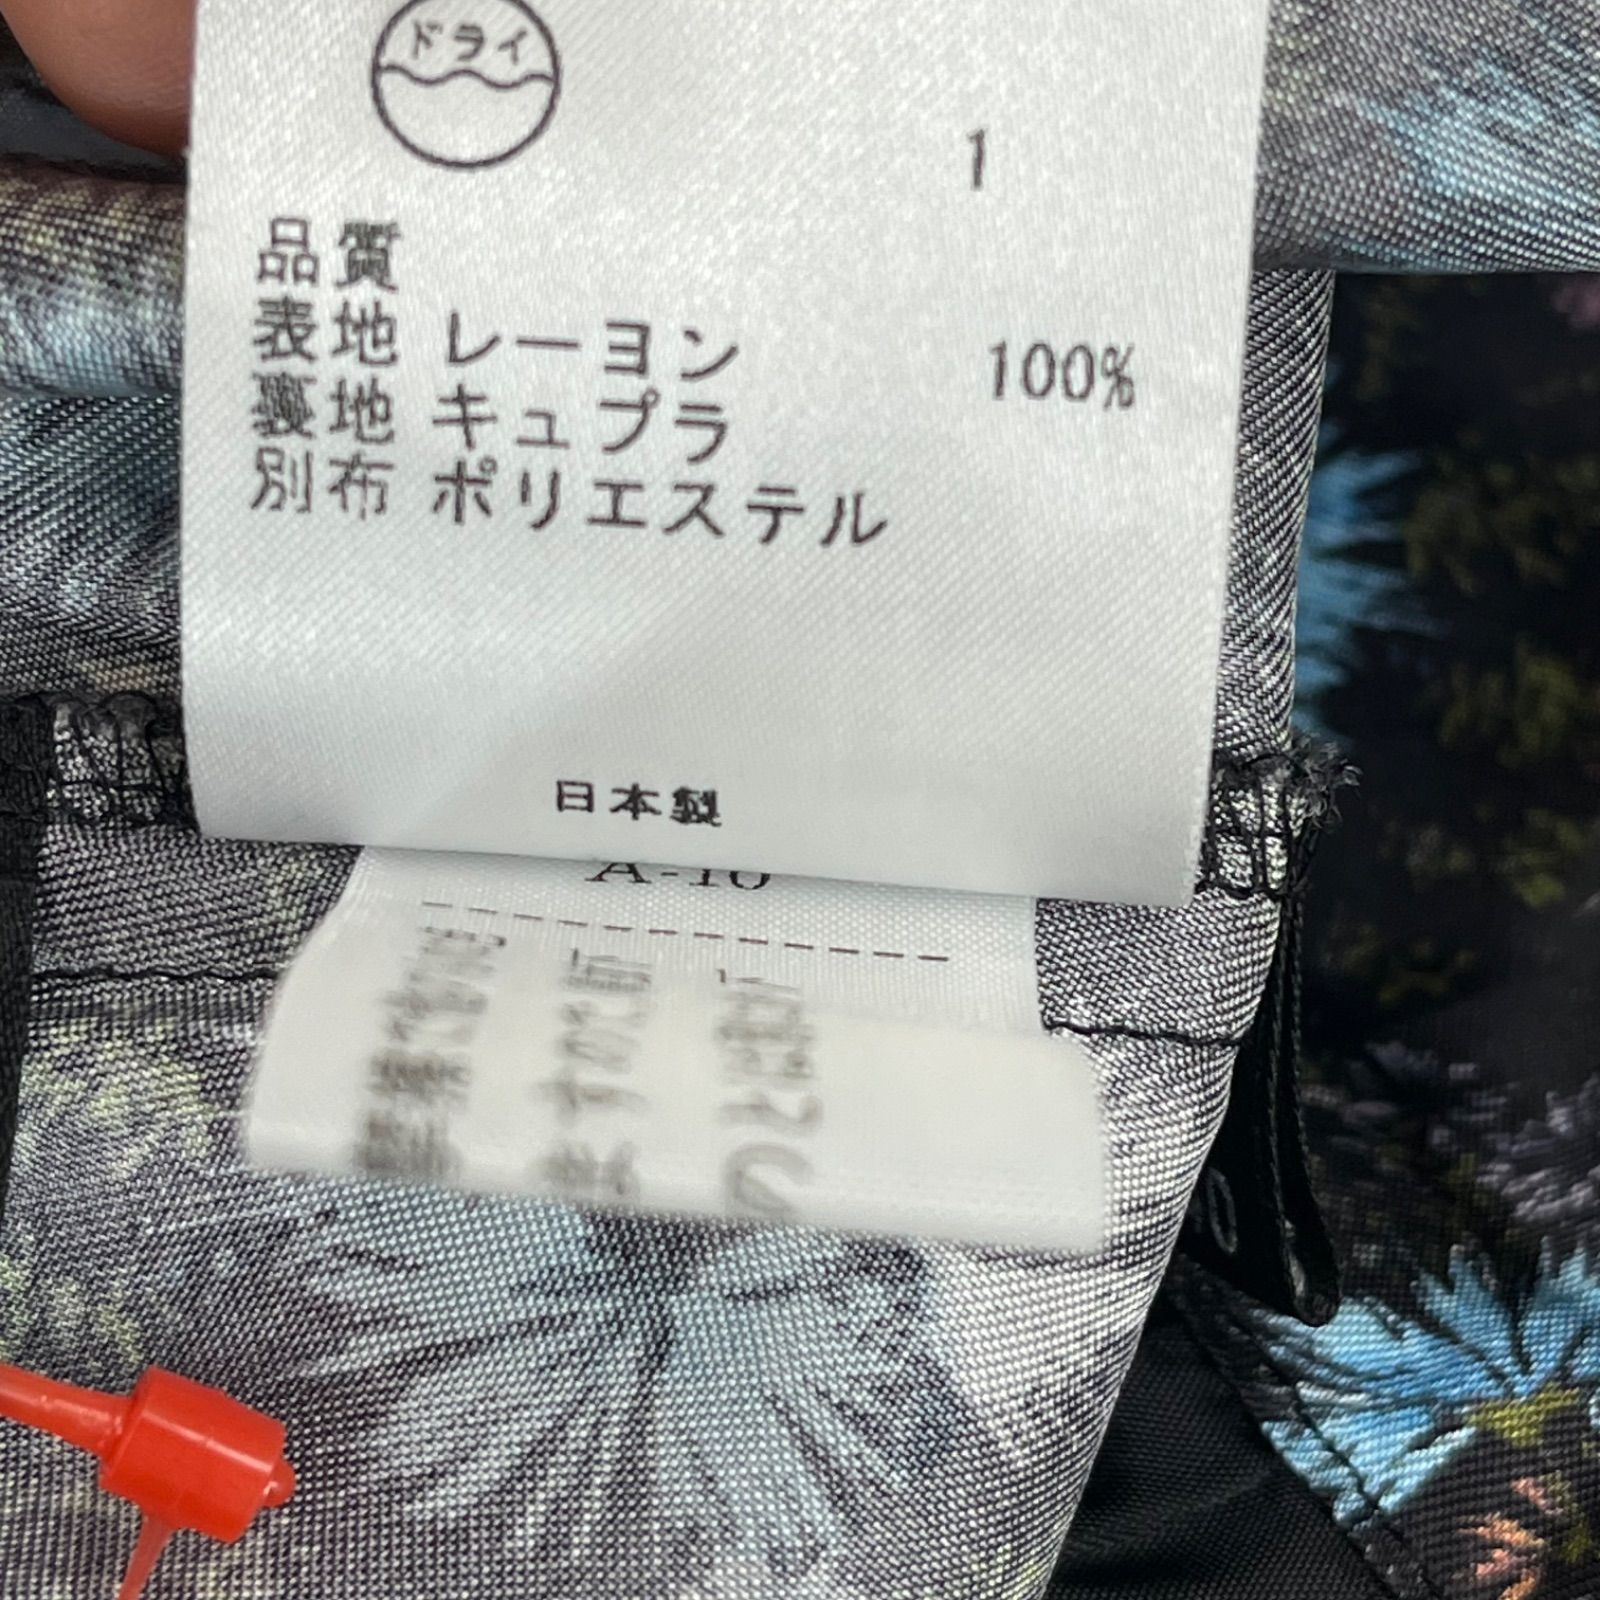 ドライ
1
品質
表地 レーヨン 100%
裏地 キュプラ
別布 ポリエステル
日本製
A-10